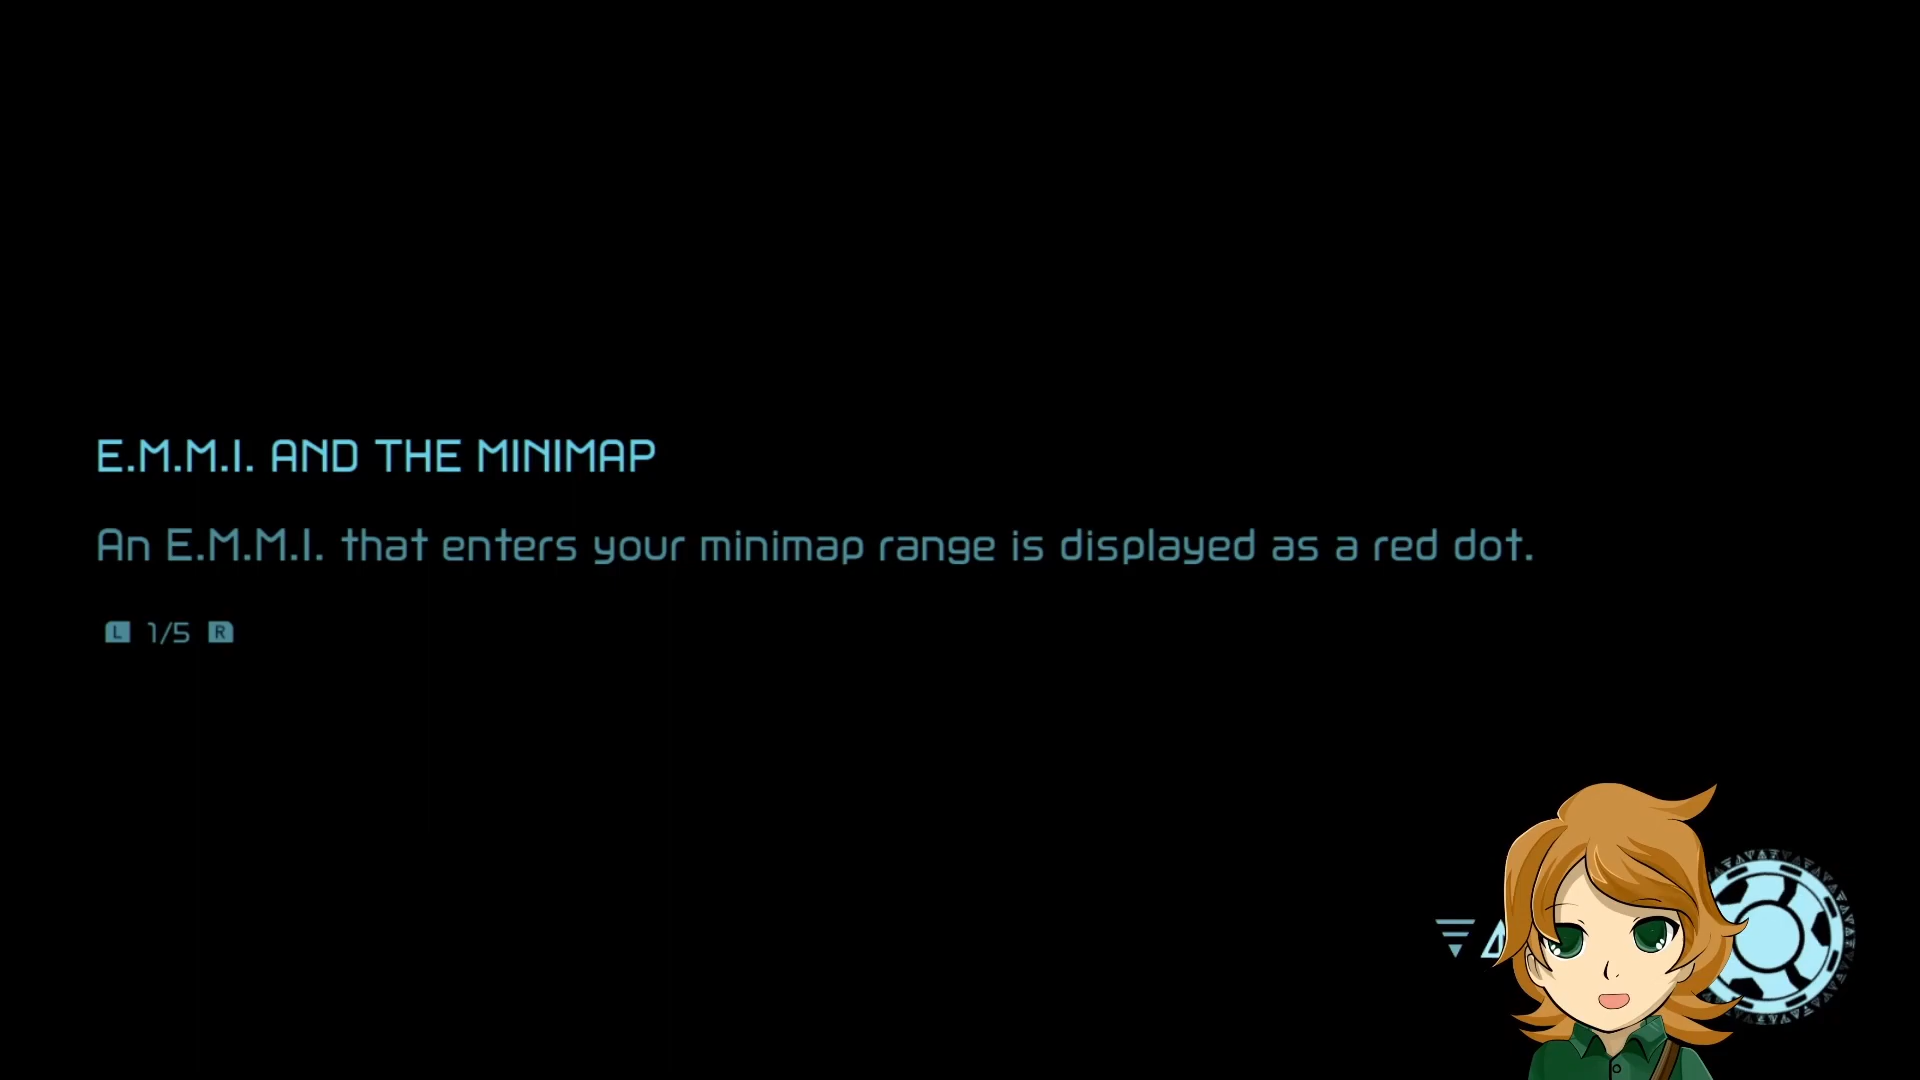 E.M.M.I. AND THE MINIMAP
An E.M.M.I. that enters your minimap range is displayed as a red dot.
L 1/5 R